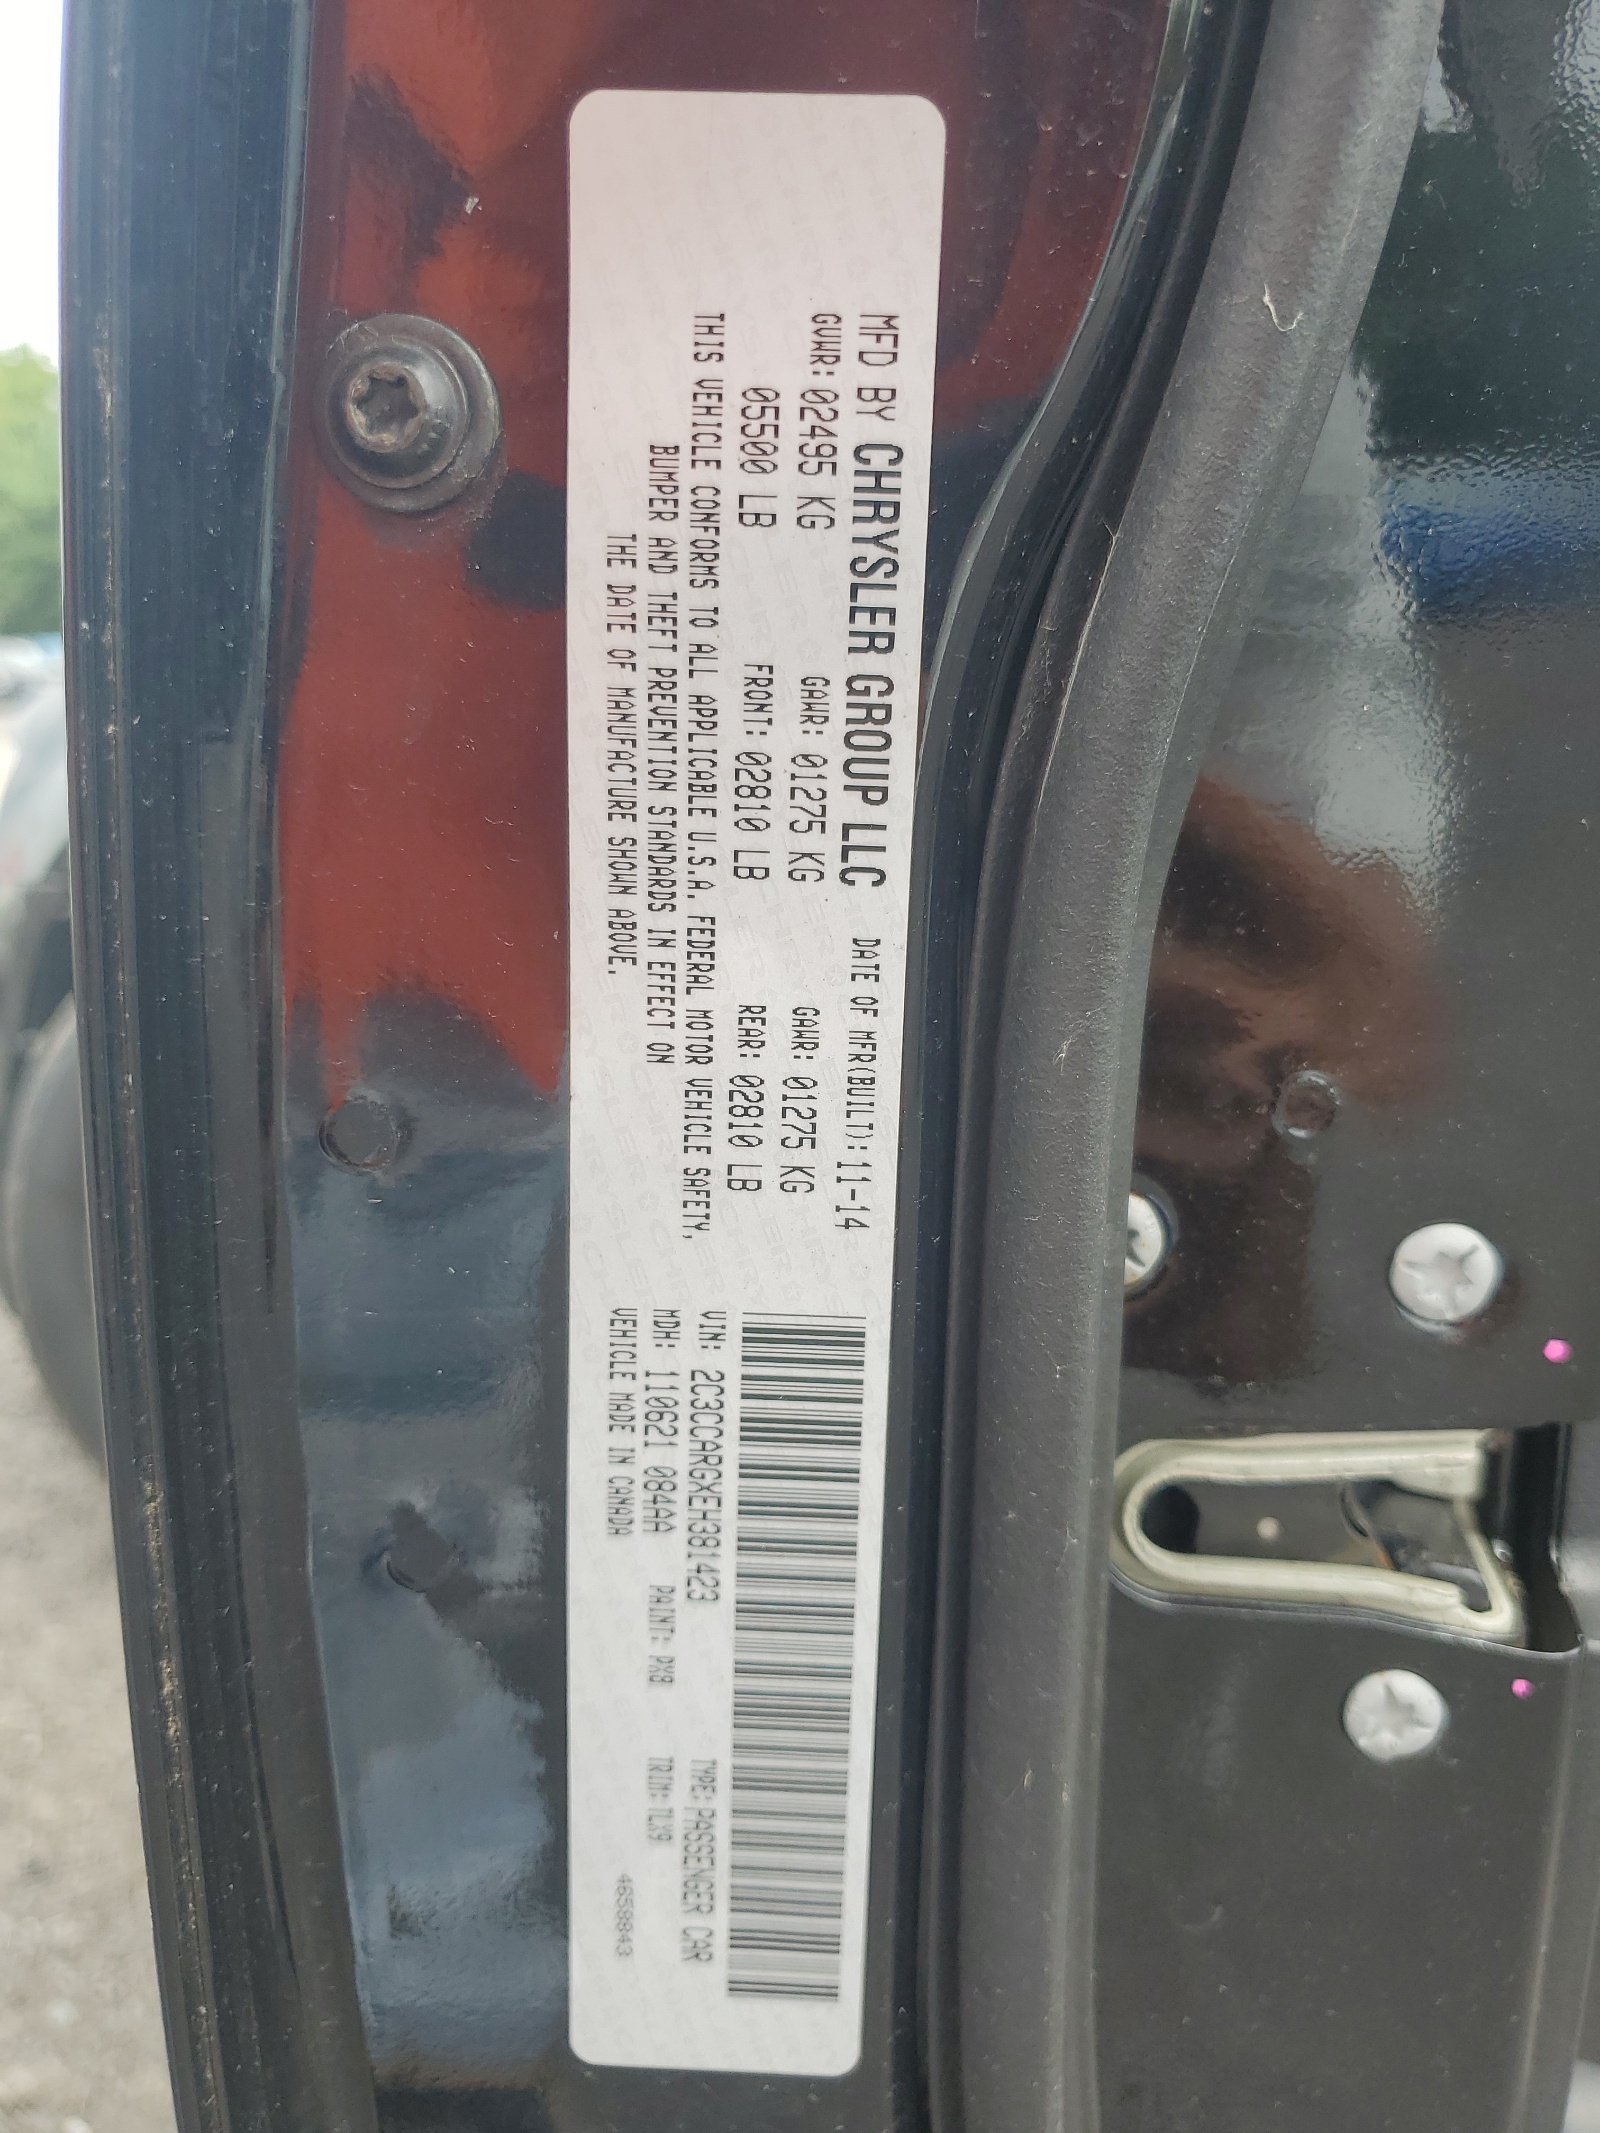 MFD BY CHRYSLER GROUP LLC DATE OF MFR(BUILT): 11-14
GVWR: 02495 KG GAWR: 01275 KG GAWR: 01275 KG
05500 LB FRONT: 02810 LB REAR: 02810 LB
THIS VEHICLE CONFORMS TO ALL APPLICABLE U.S.A. FEDERAL MOTOR VEHICLE SAFETY,
BUMPER AND THEFT PREVENTION STANDARDS IN EFFECT ON
THE DATE OF MANUFACTURE SHOWN ABOVE.
VIN: 2C3CCARGXEH381423 TYPE: PASSENGER CAR
MDH: 110621 084AA PAINT: PX8 TRIM: TLX9
VEHICLE MADE IN CANADA 4658843